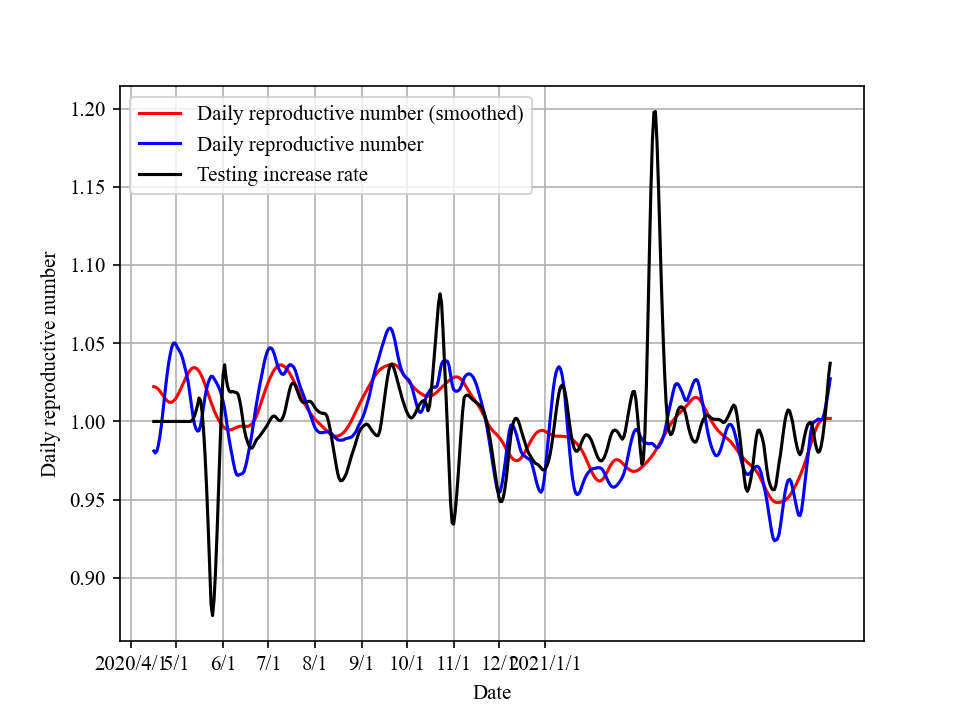 Daily reproductive number (smoothed)
Daily reproductive number
Testing increase rate
Daily reproductive number
1.20
1.15
1.10
1.05
1.00
0.95
0.90
2020/4/1 5/1 6/1 7/1 8/1 9/1 10/1 11/1 12/1 2021/1/1
Date